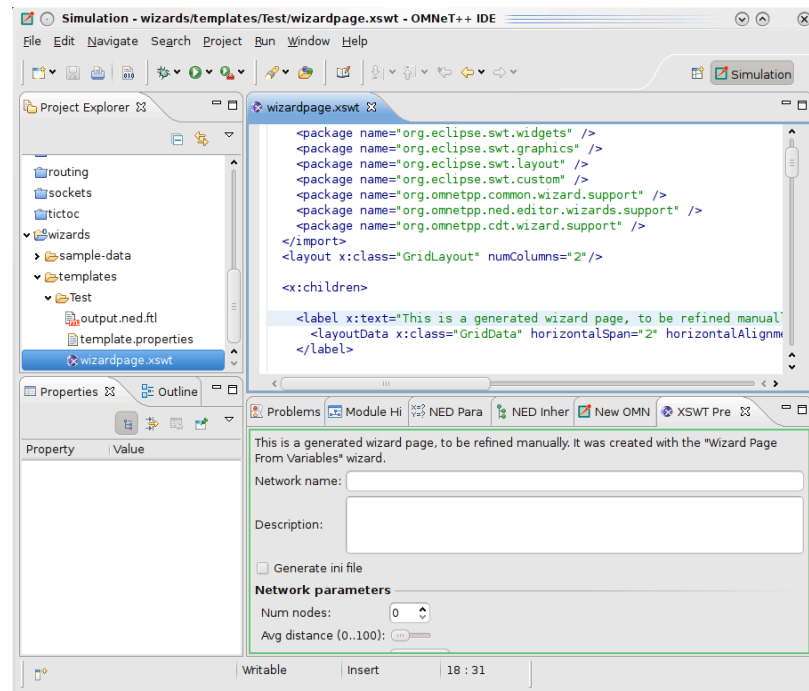 Simulation - wizards/templates/Test/wizardpage.xswt - OMNeT++ IDE
File Edit Navigate Search Project Run Window Help
Simulation
Project Explorer
routing
sockets
tictoc
wizards
sample-data
templates
Test
output.ned.ftl
template.properties
wizardpage.xswt
wizardpage.xswt
<package name="org.eclipse.swt.widgets" />
<package name="org.eclipse.swt.graphics" />
<package name="org.eclipse.swt.layout" />
<package name="org.eclipse.swt.custom" />
<package name="org.omnetpp.common.wizard.support" />
<package name="org.omnetpp.ned.editor.wizards.support" />
<package name="org.omnetpp.cdt.wizard.support" />
</import>
<layout x:class="GridLayout" numColumns="2"/>
<x:children>
<label x:text="This is a generated wizard page, to be refined manual
<layoutData x:class="GridData" horizontalSpan="2" horizontalAlignme
</label>
Properties Outline
Property Value
Problems Module Hi NED Para NED Inher New OMN XSWT Pre
This is a generated wizard page, to be refined manually. It was created with the "Wizard Page
From Variables" wizard.
Network name:
Description:
Generate ini file
Network parameters
Num nodes: 0
Avg distance (0..100):
Writable Insert 18 : 31